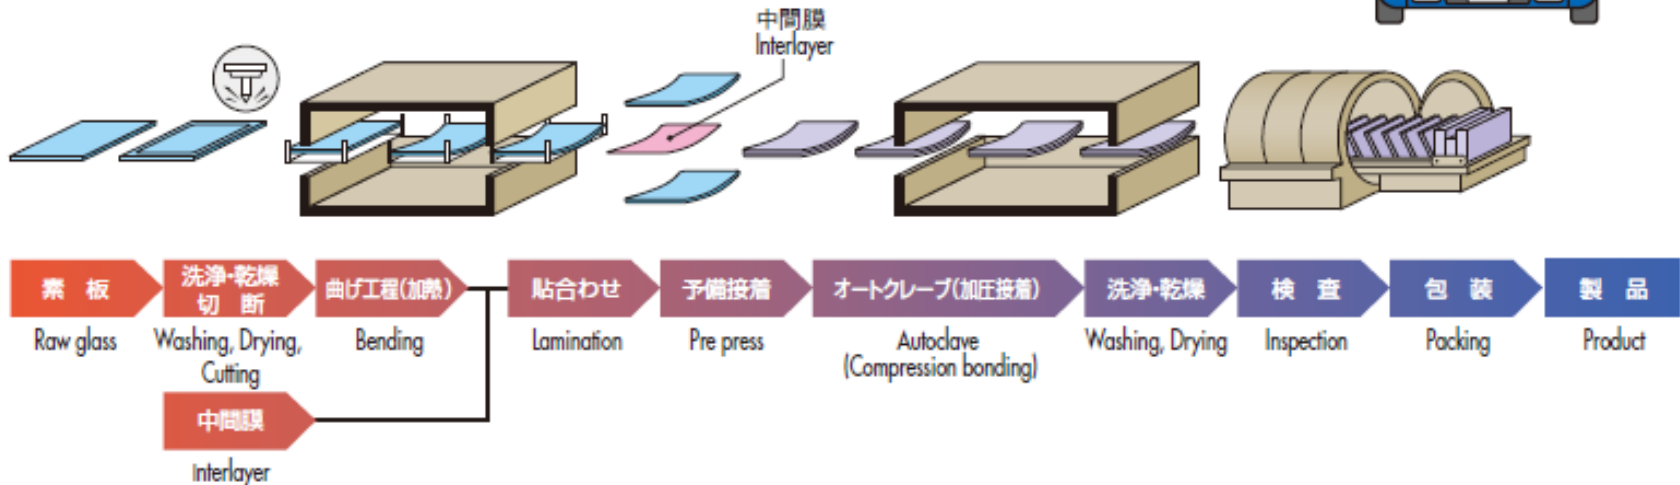 中間膜
Interlayer
素 板
Raw glass
洗浄・乾燥
切 断
Washing, Drying,
Cutting
曲げ工程(加熱)
Bending
中間膜
Interlayer
貼合わせ
Lamination
予備接着
Pre press
オートクレーブ(加圧接着)
Autoclave
(Compression bonding)
洗浄・乾燥
Washing, Drying
検 査
Inspection
包 装
Packing
製 品
Product